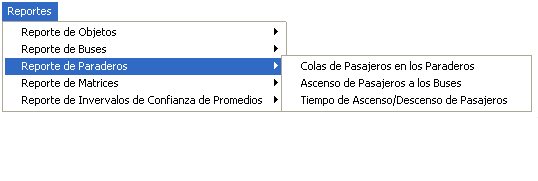 Reportes
Reporte de Objetos
Reporte de Buses
Reporte de Paraderos
Colas de Pasajeros en los Paraderos
Reporte de Matrices
Ascenso de Pasajeros a los Buses
Reporte de Invervalos de Confianza de Promedios
Tiempo de Ascenso/Descenso de Pasajeros